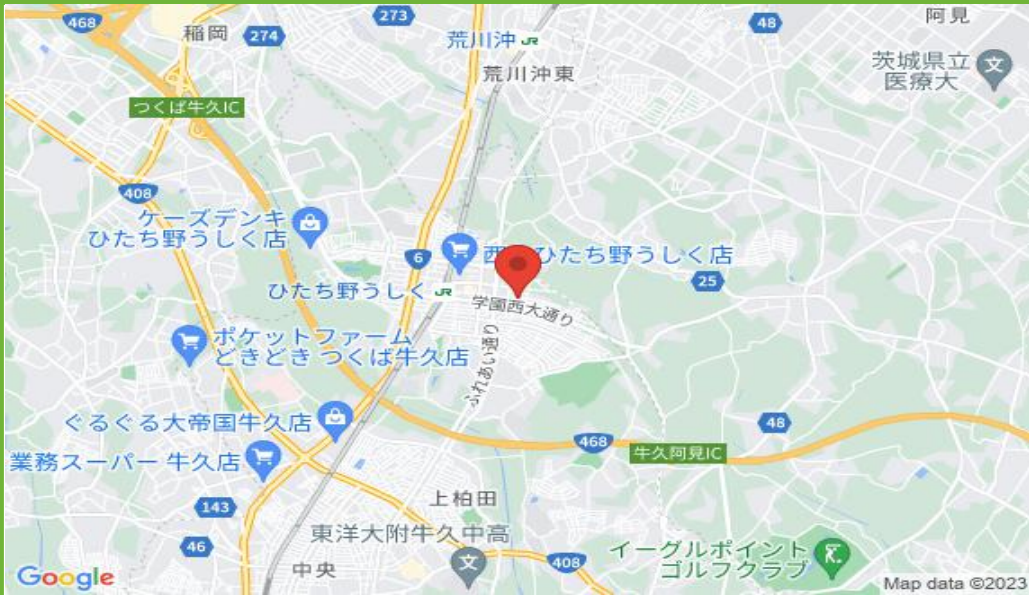 468
273
阿見
稲岡
274
48
荒川沖 JR
荒川沖東
茨城県立
医療大
文
つくば牛久IC
408
ケーズデンキ
ひたち野うしく店
6
ひたち野うしく店
25
ひたち野うしく JR
学園西大通り
ポケットファーム
どきどき つくば牛久店
ふれあい通り
ぐるぐる大帝国牛久店
468
48
牛久阿見IC
業務スーパー 牛久店
143
上柏田
46
東洋大附牛久中高
文
中央
408
イーグルポイント
ゴルフクラブ
Google
Map data ©2023